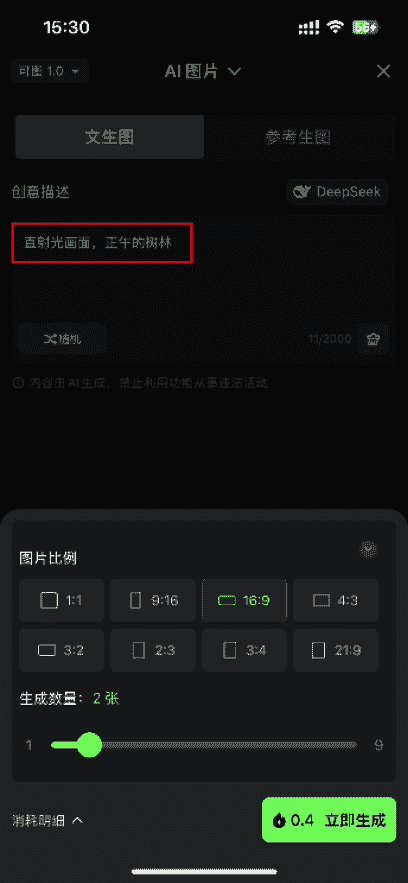 15:30
56
可图 1.0
AI 图片
文生图
参考生图
创意描述
DeepSeek
直射光画面，正午的树林
随机
11/2000
内容由AI生成，禁止利用功能从事违法活动
图片比例
1:1
9:16
16:9
4:3
3:2
2:3
3:4
21:9
生成数量：2 张
1
9
消耗明细
0.4 立即生成